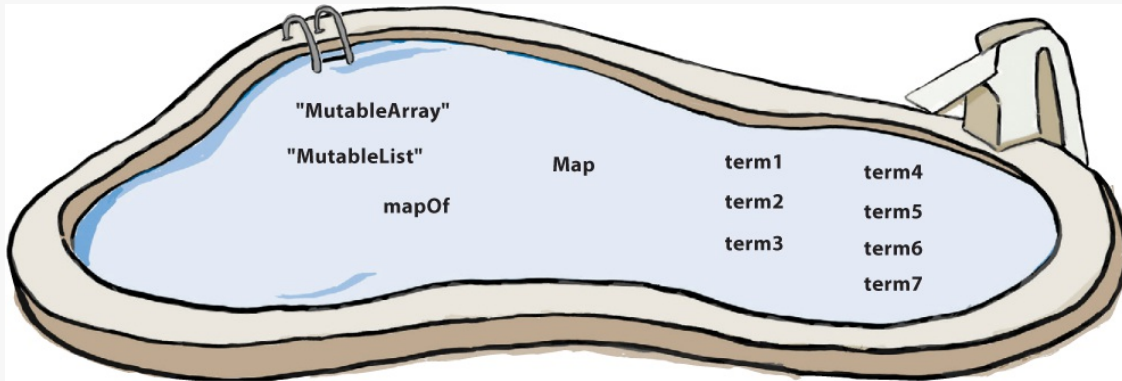 "MutableArray"
"MutableList"
mapOf
Map
term1
term2
term3
term4
term5
term6
term7